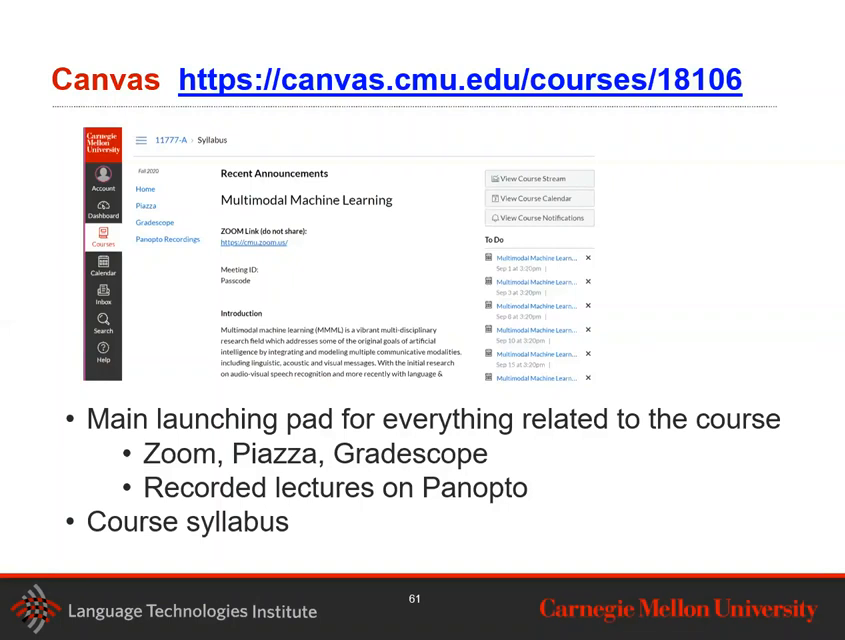 Canvas https://canvas.cmu.edu/courses/18106
Carnegie
Mellon
University
Account
Dashboard
Courses
Calendar
Inbox
Search
Help
11777-A › Syllabus
Fall 2020
Home
Piazza
Gradescope
Panopto Recordings
Recent Announcements
Multimodal Machine Learning
ZOOM Link (do not share):
https://cmu.zoom.us/
Meeting ID:
Passcode
Introduction
Multimodal machine learning (MMML) is a vibrant multi-disciplinary
research field which addresses some of the original goals of artificial
intelligence by integrating and modeling multiple communicative modalities,
including linguistic, acoustic and visual messages. With the initial research
on audio-visual speech recognition and more recently with language &
View Course Stream
View Course Calendar
View Course Notifications
To Do
Multimodal Machine Learn... ×
Sep 1 at 3:20pm |
Multimodal Machine Learn... ×
Sep 3 at 3:20pm |
Multimodal Machine Learn... ×
Sep 8 at 3:20pm |
Multimodal Machine Learn... ×
Sep 10 at 3:20pm |
Multimodal Machine Learn... ×
Sep 15 at 3:20pm |
Multimodal Machine Learn... ×
• Main launching pad for everything related to the course
• Zoom, Piazza, Gradescope
• Recorded lectures on Panopto
• Course syllabus
Language Technologies Institute
61
Carnegie Mellon University